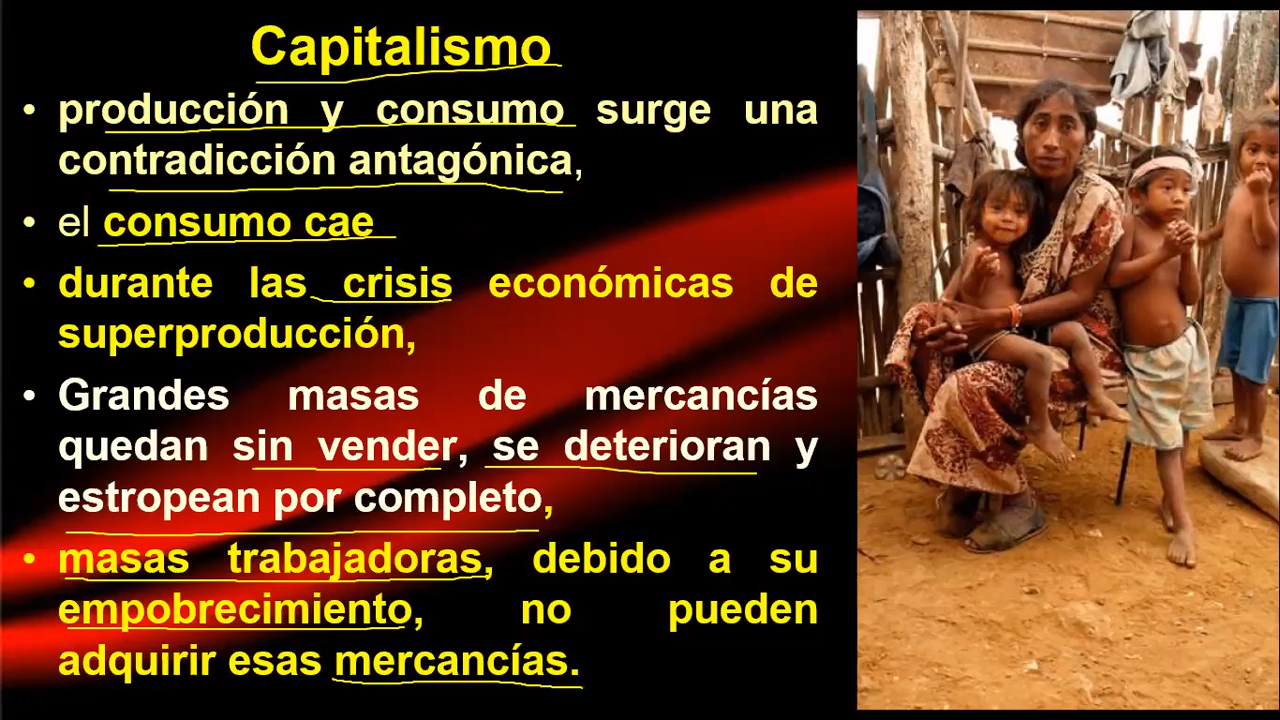 Capitalismo
• producción y consumo surge una
contradicción antagónica,
• el consumo cae
• durante las crisis económicas de
superproducción,
• Grandes masas de mercancías
quedan sin vender, se deterioran y
estropean por completo,
• masas trabajadoras, debido a su
empobrecimiento, no pueden
adquirir esas mercancías.